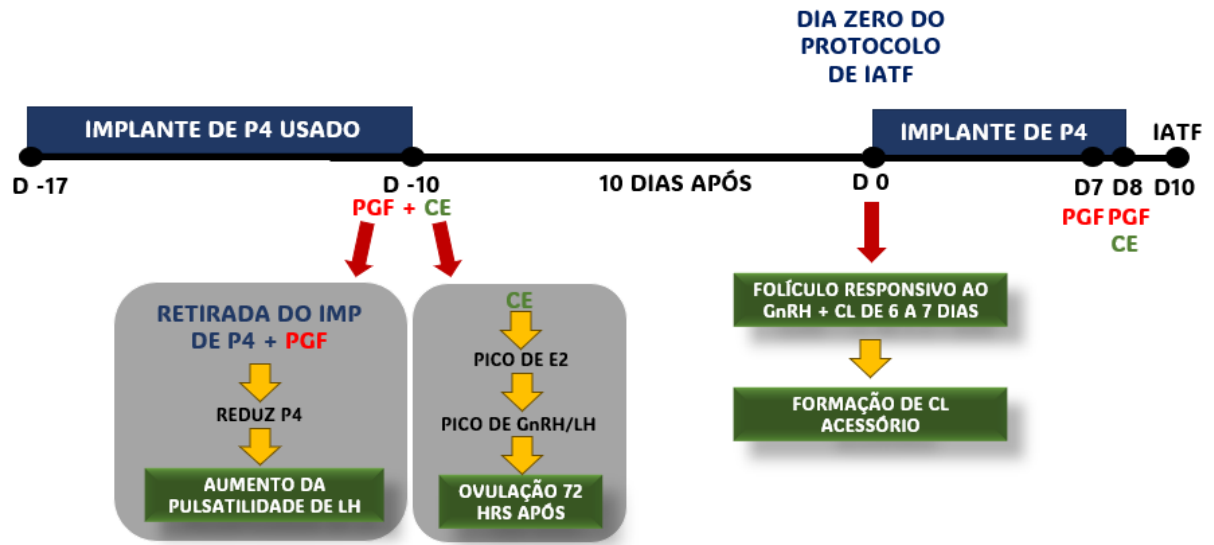 DIA ZERO DO
PROTOCOLO
DE IATF
IMPLANTE DE P4 USADO
IMPLANTE DE P4
IATF
D -17
D -10
10 DIAS APÓS
D 0
D7 D8 D10
PGF + CE
PGF PGF
CE
RETIRADA DO IMP
DE P4 + PGF
REDUZ P4
AUMENTO DA
PULSATILIDADE DE LH
CE
PICO DE E2
PICO DE GnRH/LH
OVULAÇÃO 72
HRS APÓS
FOLÍCULO RESPONSIVO AO
GnRH + CL DE 6 A 7 DIAS
FORMAÇÃO DE CL
ACESSÓRIO